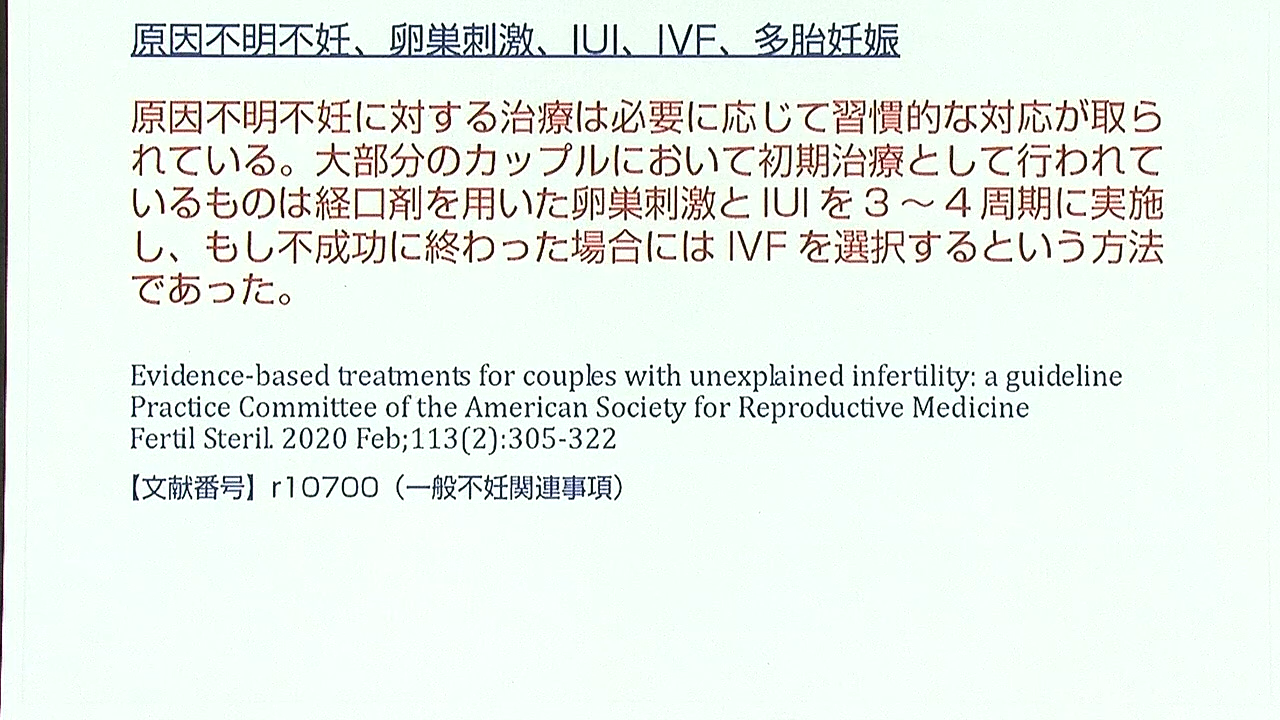 原因不明不妊、卵巣刺激、IUI、IVF、多胎妊娠
原因不明不妊に対する治療は必要に応じて習慣的な対応が取ら
れている。大部分のカップルにおいて初期治療として行われて
いるものは経口剤を用いた卵巣刺激と IUI を３～４周期に実施
し、もし不成功に終わった場合には IVF を選択するという方法
であった。
Evidence-based treatments for couples with unexplained infertility: a guideline
Practice Committee of the American Society for Reproductive Medicine
Fertil Steril. 2020 Feb;113(2):305-322
【文献番号】r10700（一般不妊関連事項）